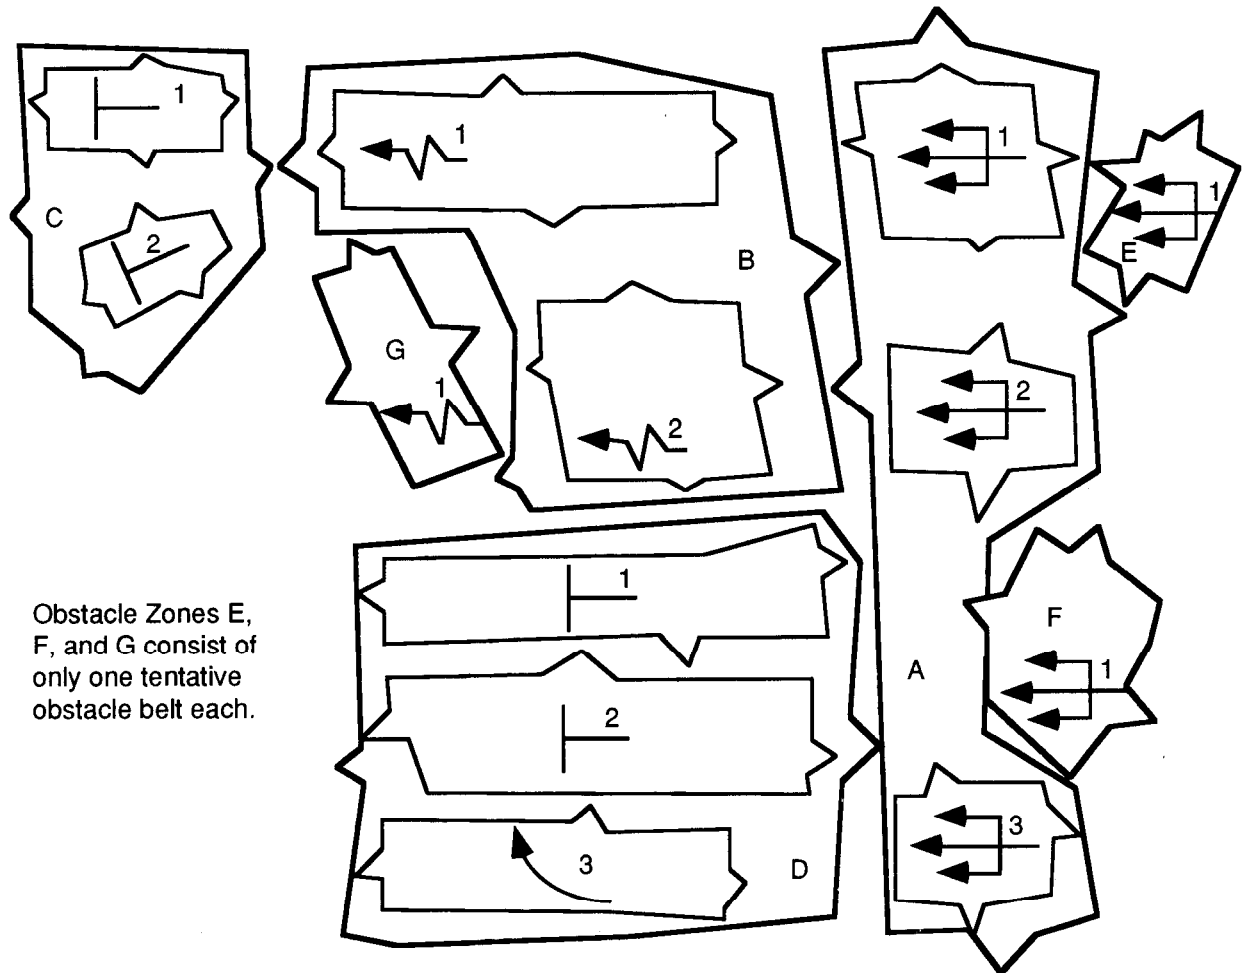 1
C
2
1
B
2
G
1
1
2
A
3
1
E
F
1
1
2
3
D
Obstacle Zones E,
F, and G consist of
only one tentative
obstacle belt each.